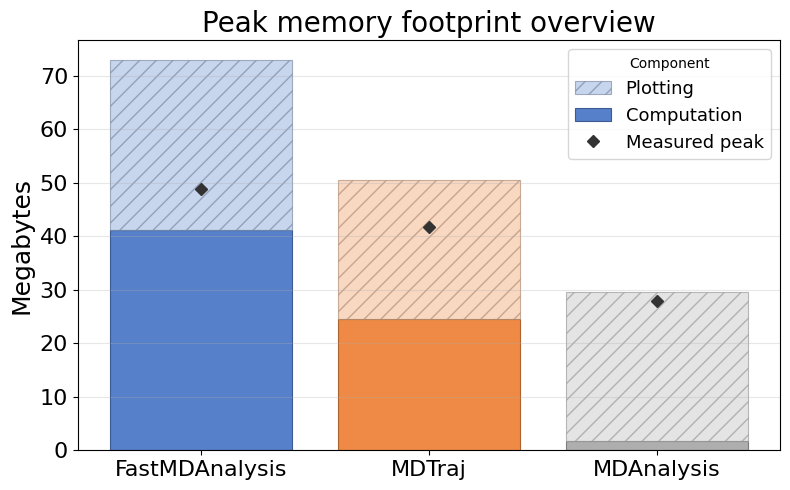 Peak memory footprint overview
Megabytes
70
60
50
40
30
20
10
0
Component
Plotting
Computation
Measured peak
FastMDAnalysis
MDTraj
MDAnalysis